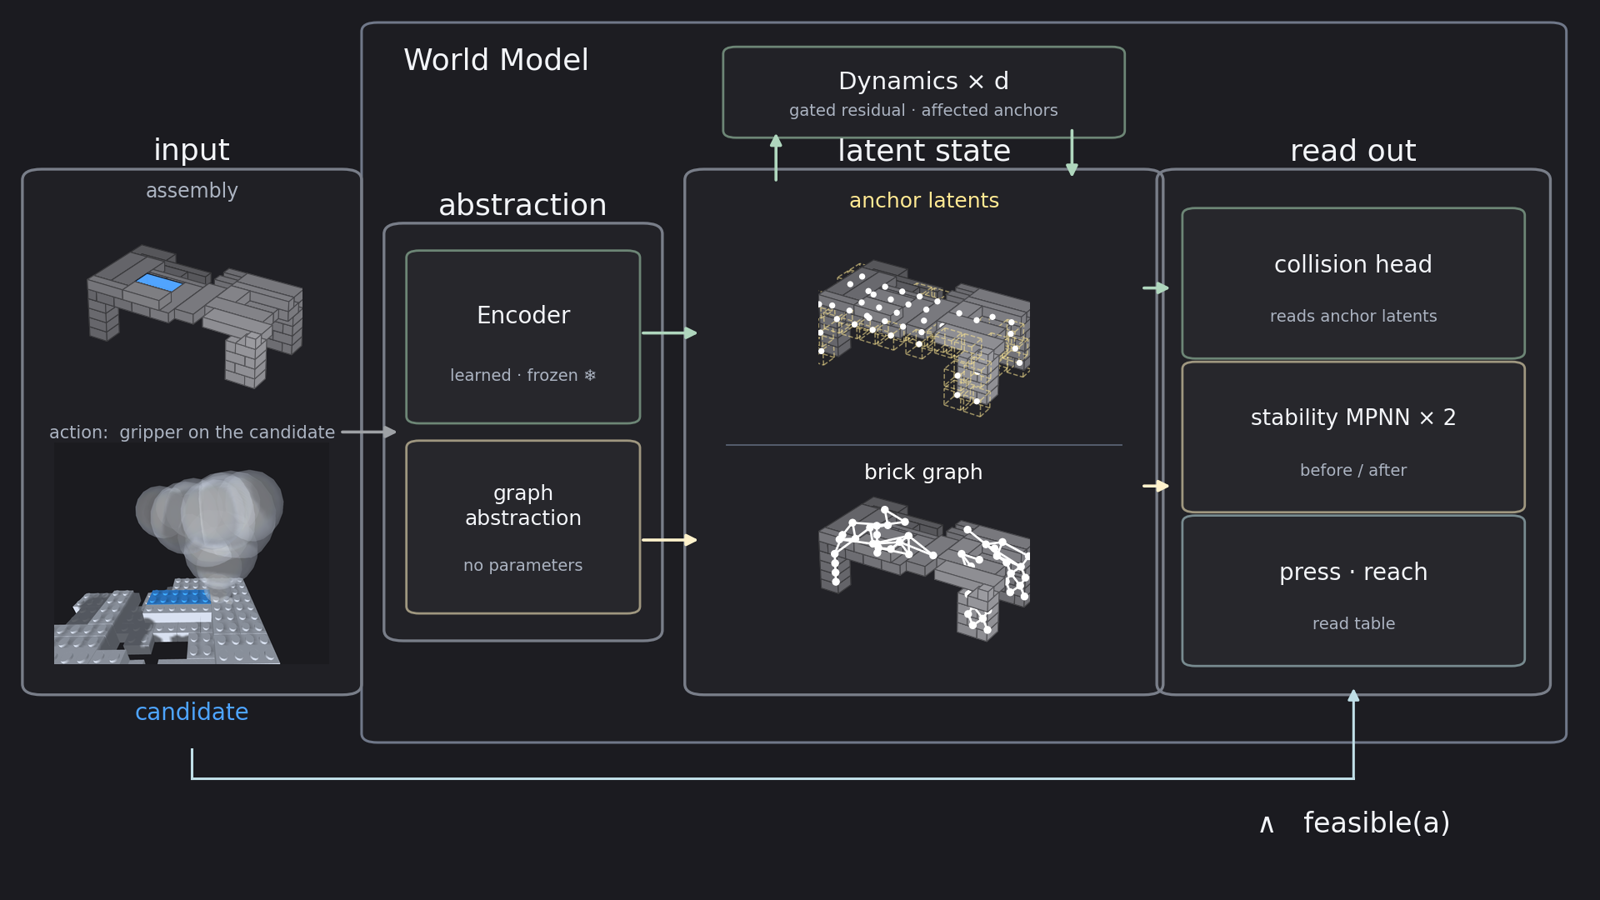 World Model
Dynamics × d
gated residual · affected anchors
input
assembly
action:  gripper on the candidate
candidate
abstraction
Encoder
learned · frozen ❄
graph
abstraction
no parameters
latent state
anchor latents
brick graph
read out
collision head
reads anchor latents
stability MPNN × 2
before / after
press · reach
read table
∧   feasible(a)